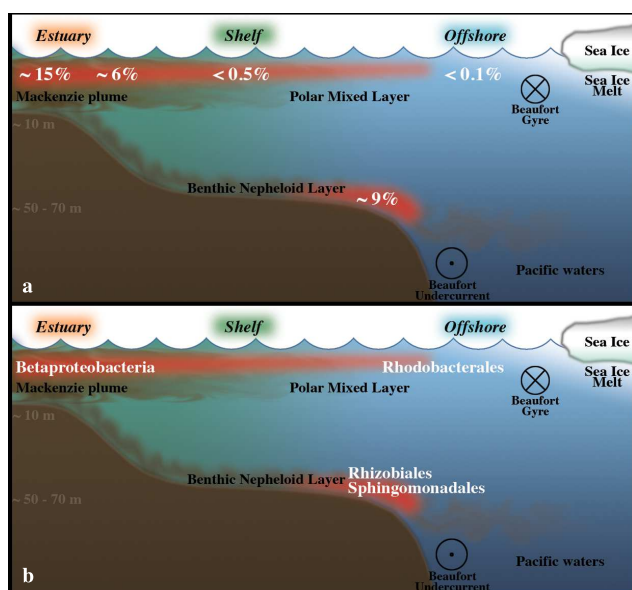 Estuary Shelf Offshore
Sea Ice
~ 15% ~ 6% < 0.5% < 0.1%
Sea Ice
Melt
Mackenzie plume Polar Mixed Layer
Beaufort
Gyre
~ 10 m
Benthic Nepheloid Layer
~ 9%
~ 50 - 70 m
Pacific waters
Beaufort
Undercurrent
a
Estuary Shelf Offshore
Sea Ice
Betaproteobacteria Rhodobacterales
Sea Ice
Melt
Mackenzie plume Polar Mixed Layer
Beaufort
Gyre
~ 10 m
Rhizobiales
Benthic Nepheloid Layer
Sphingomonadales
~ 50 - 70 m
Pacific waters
Beaufort
Undercurrent
b